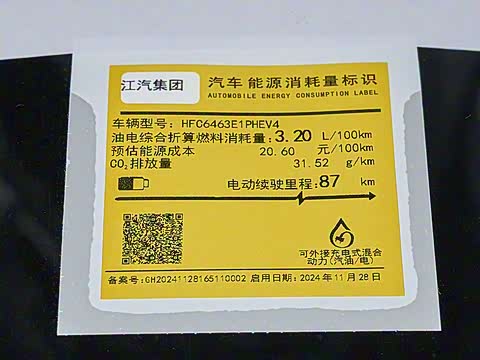 江汽集团
汽车能源消耗量标识
AUTOMOBILE ENERGY CONSUMPTION LABEL
车辆型号：HFC6463E1PHEV4
油电综合折算燃料消耗量：3.20 L/100km
预估能源成本 20.60 元/100km
CO₂排放量 31.52 g/km
电动续驶里程：87 km
可外接充电式混合
动力（汽油/电）
备案号：GH20241128165110002 启用日期：2024年11月28日